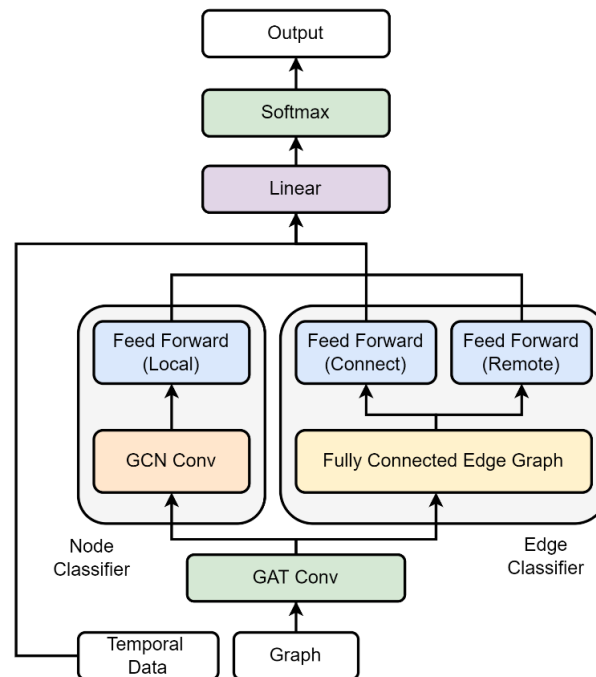 Output
Softmax
Linear
Feed Forward
(Local)
Feed Forward
(Connect)
Feed Forward
(Remote)
GCN Conv
Fully Connected Edge Graph
Node
Classifier
Edge
Classifier
GAT Conv
Temporal
Data
Graph